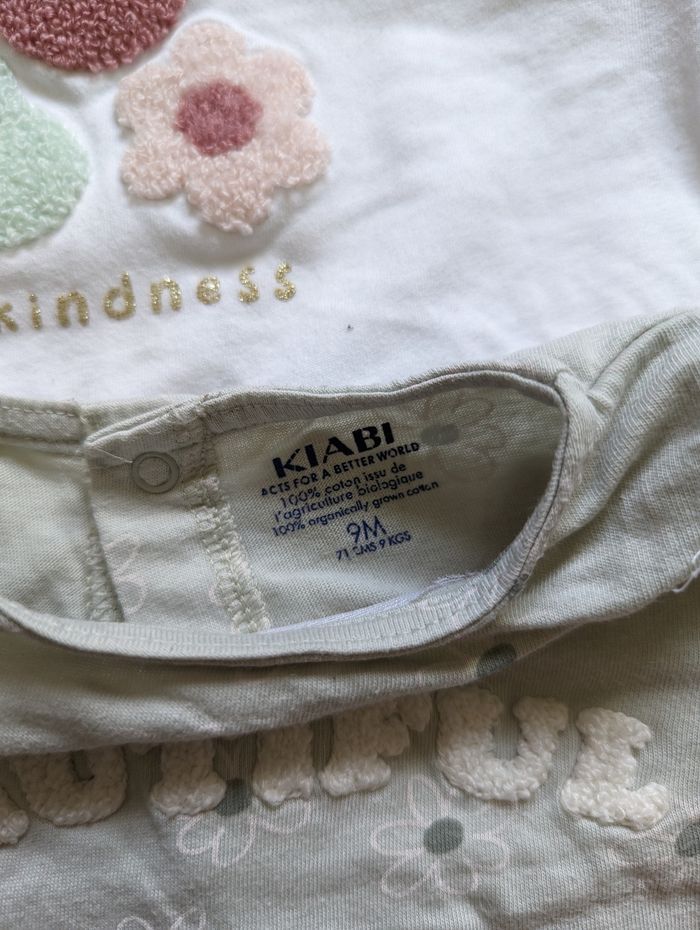 kindness
KIABI
ACTS FOR A BETTER WORLD
100% coton issu de
l'agriculture biologique
100% organically grown cotton
9M
71 CMS 9 KGS
UTIFUL